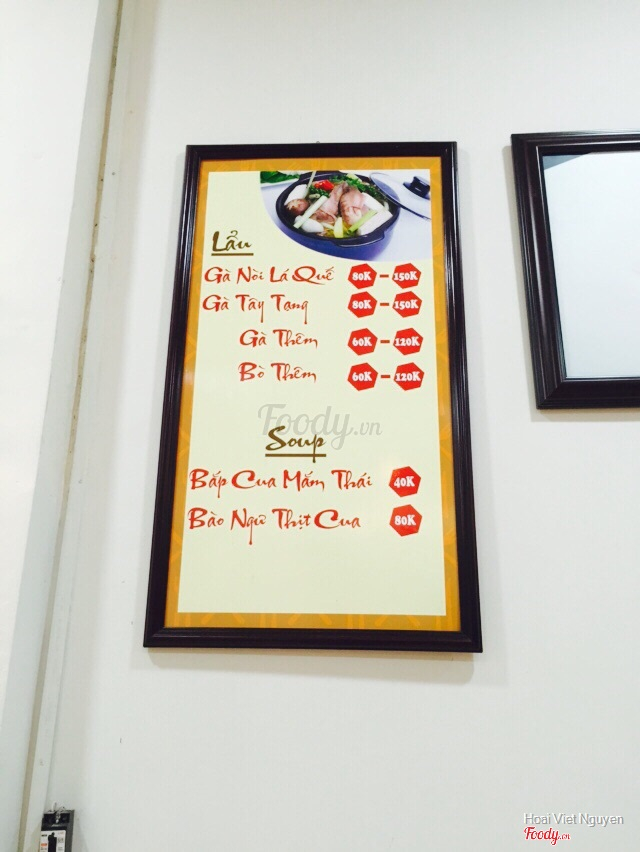 Lẩu
Gà Nòi Lá Quế 80K - 150K
Gà Tây Tạng 80K - 150K
Gà Thêm 60K - 120K
Bò Thêm 60K - 120K
Foody.vn
Soup
Bắp Cua Mắm Thái 40K
Bào Ngư Thịt Cua 80K
Hoai Viet Nguyen
Foody.vn